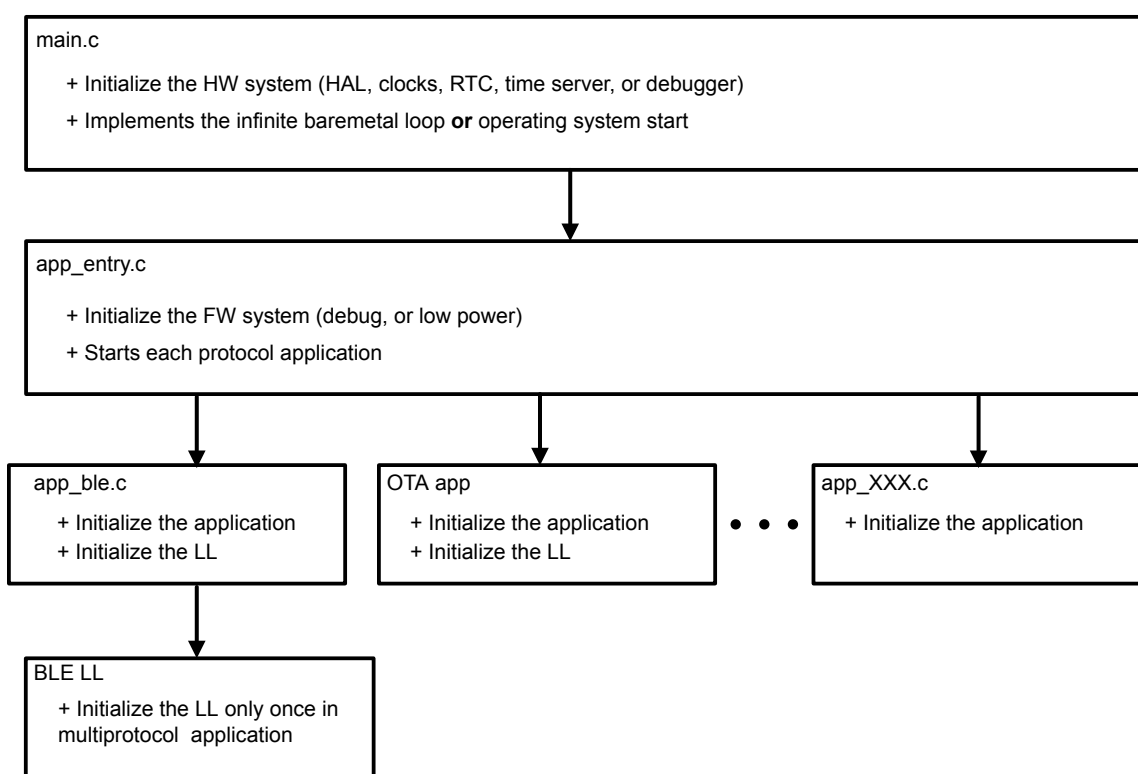 main.c
+ Initialize the HW system (HAL, clocks, RTC, time server, or debugger)
+ Implements the infinite baremetal loop or operating system start
app_entry.c
+ Initialize the FW system (debug, or low power)
+ Starts each protocol application
app_ble.c
+ Initialize the application
+ Initialize the LL
OTA app
+ Initialize the application
+ Initialize the LL
app_XXX.c
+ Initialize the application
BLE LL
+ Initialize the LL only once in
multiprotocol application